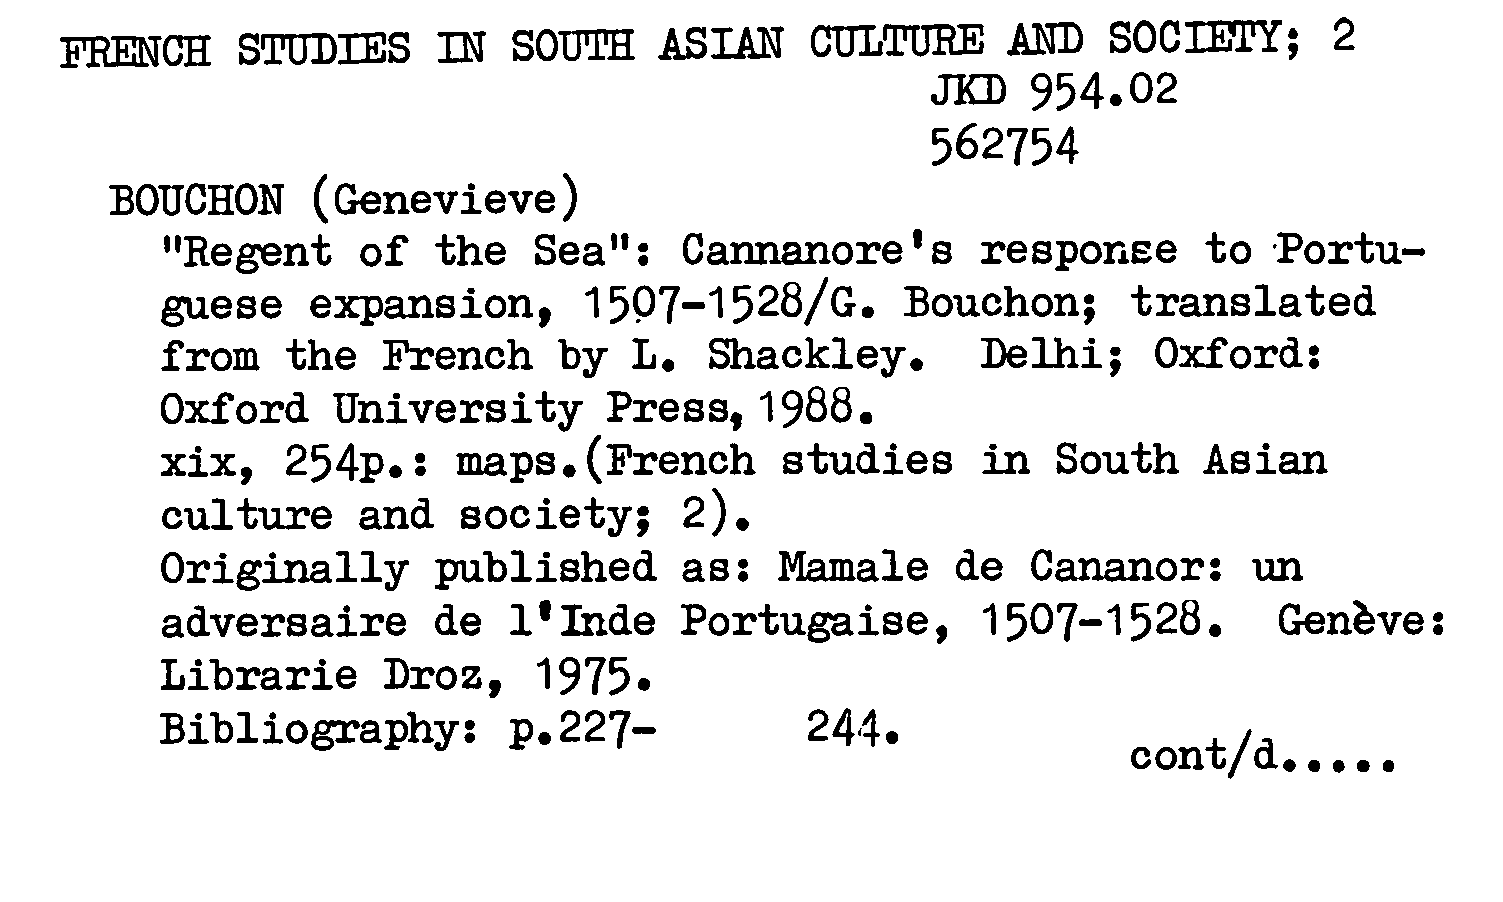 FRENCH STUDIES IN SOUTH ASIAN CULTURE AND SOCIETY; 2
JKD 954.02
562754
BOUCHON (Genevieve)
"Regent of the Sea": Cannanore's response to Portu-
guese expansion, 1507-1528/G. Bouchon; translated
from the French by L. Shackley. Delhi; Oxford:
Oxford University Press, 1988.
xix, 254p.: maps.(French studies in South Asian
culture and society; 2).
Originally published as: Mamale de Cananor: un
adversaire de l'Inde Portugaise, 1507-1528. Genève:
Librarie Droz, 1975.
Bibliography: p.227- 244.
cont/d.....